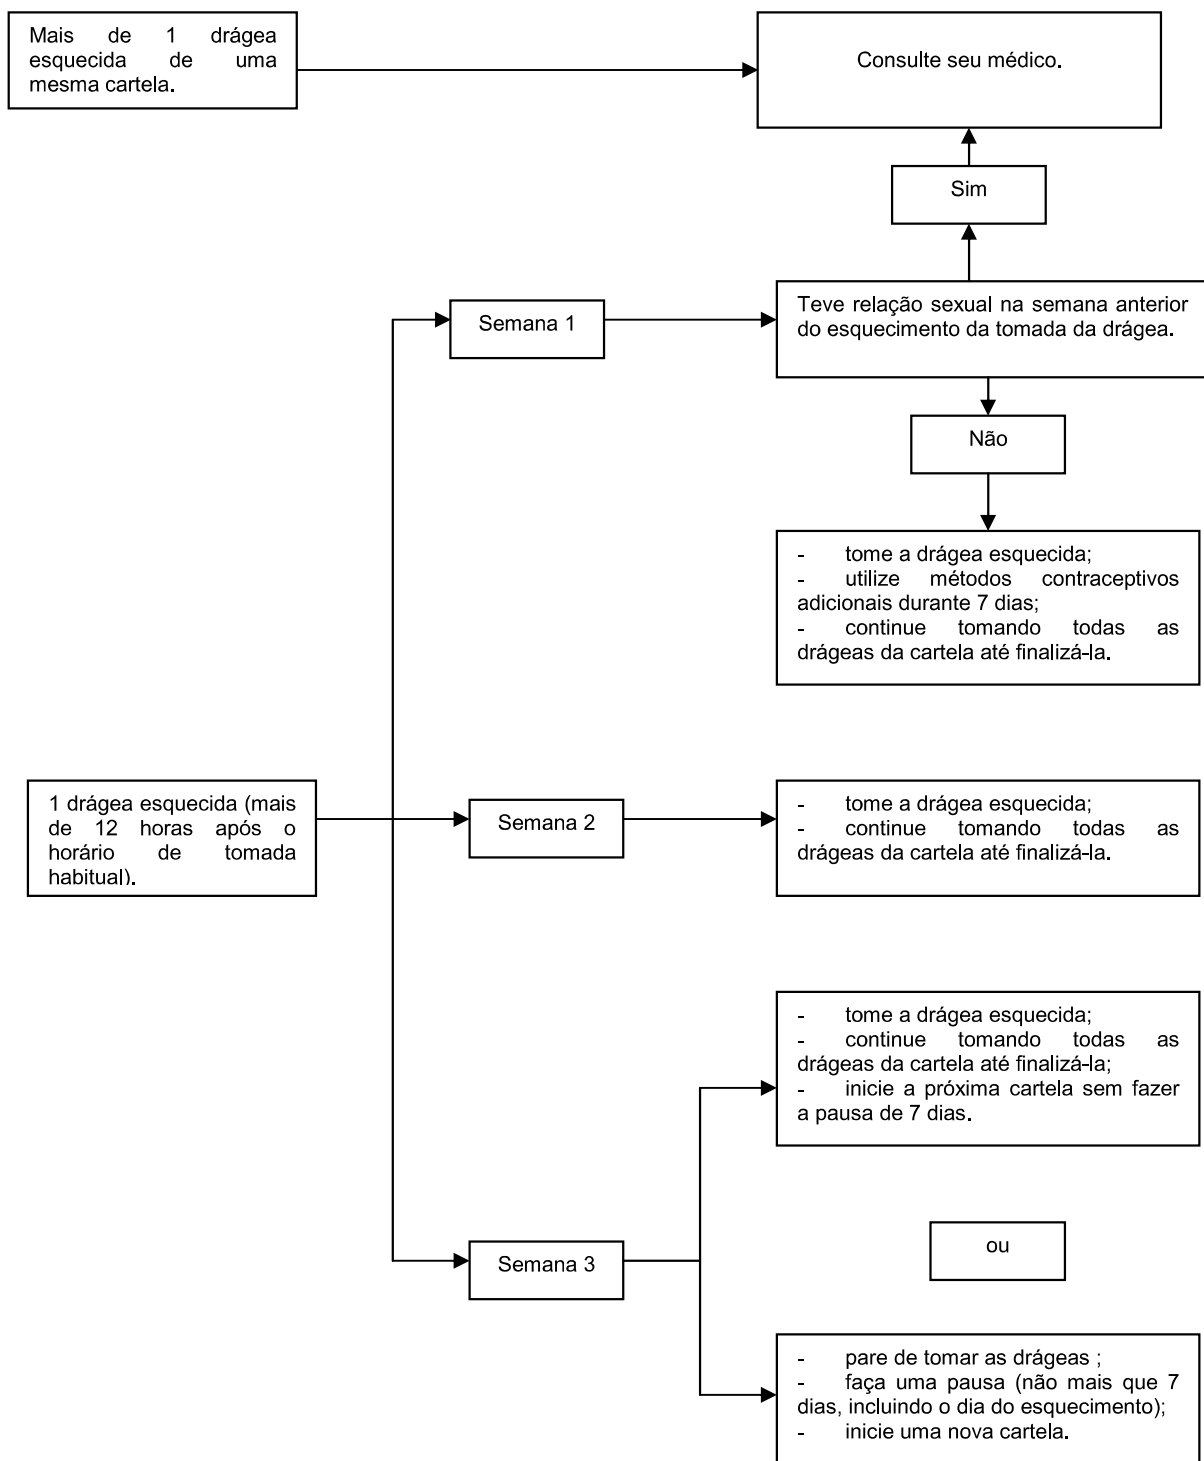 Mais de 1 drágea
esquecida de uma
mesma cartela.
Consulte seu médico.
Sim
Teve relação sexual na semana anterior
do esquecimento da tomada da drágea.
Semana 1
Não
- tome a drágea esquecida;
- utilize métodos contraceptivos
adicionais durante 7 dias;
- continue tomando todas as
drágeas da cartela até finalizá-la.
1 drágea esquecida (mais
de 12 horas após o
horário de tomada
habitual).
Semana 2
- tome a drágea esquecida;
- continue tomando todas as
drágeas da cartela até finalizá-la.
- tome a drágea esquecida;
- continue tomando todas as
drágeas da cartela até finalizá-la;
- inicie a próxima cartela sem fazer
a pausa de 7 dias.
Semana 3
ou
- pare de tomar as drágeas ;
- faça uma pausa (não mais que 7
dias, incluindo o dia do esquecimento);
- inicie uma nova cartela.